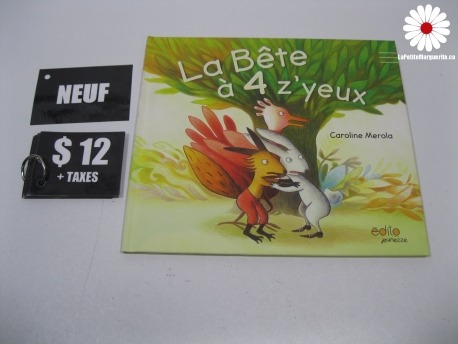 LaPetiteMarguerite.ca
NEUF
$ 12
+ TAXES
La Bête
à 4 z'yeux
Caroline Merola
édito
jeunesse